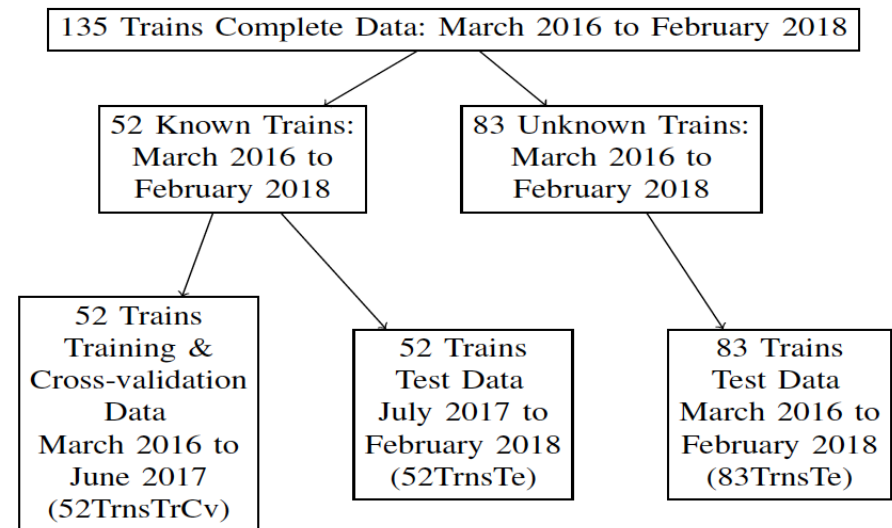 135 Trains Complete Data: March 2016 to February 2018
52 Known Trains:
March 2016 to
February 2018
83 Unknown Trains:
March 2016 to
February 2018
52 Trains
Training &
Cross-validation
Data
March 2016 to
June 2017
(52TrnsTrCv)
52 Trains
Test Data
July 2017 to
February 2018
(52TrnsTe)
83 Trains
Test Data
March 2016 to
February 2018
(83TrnsTe)